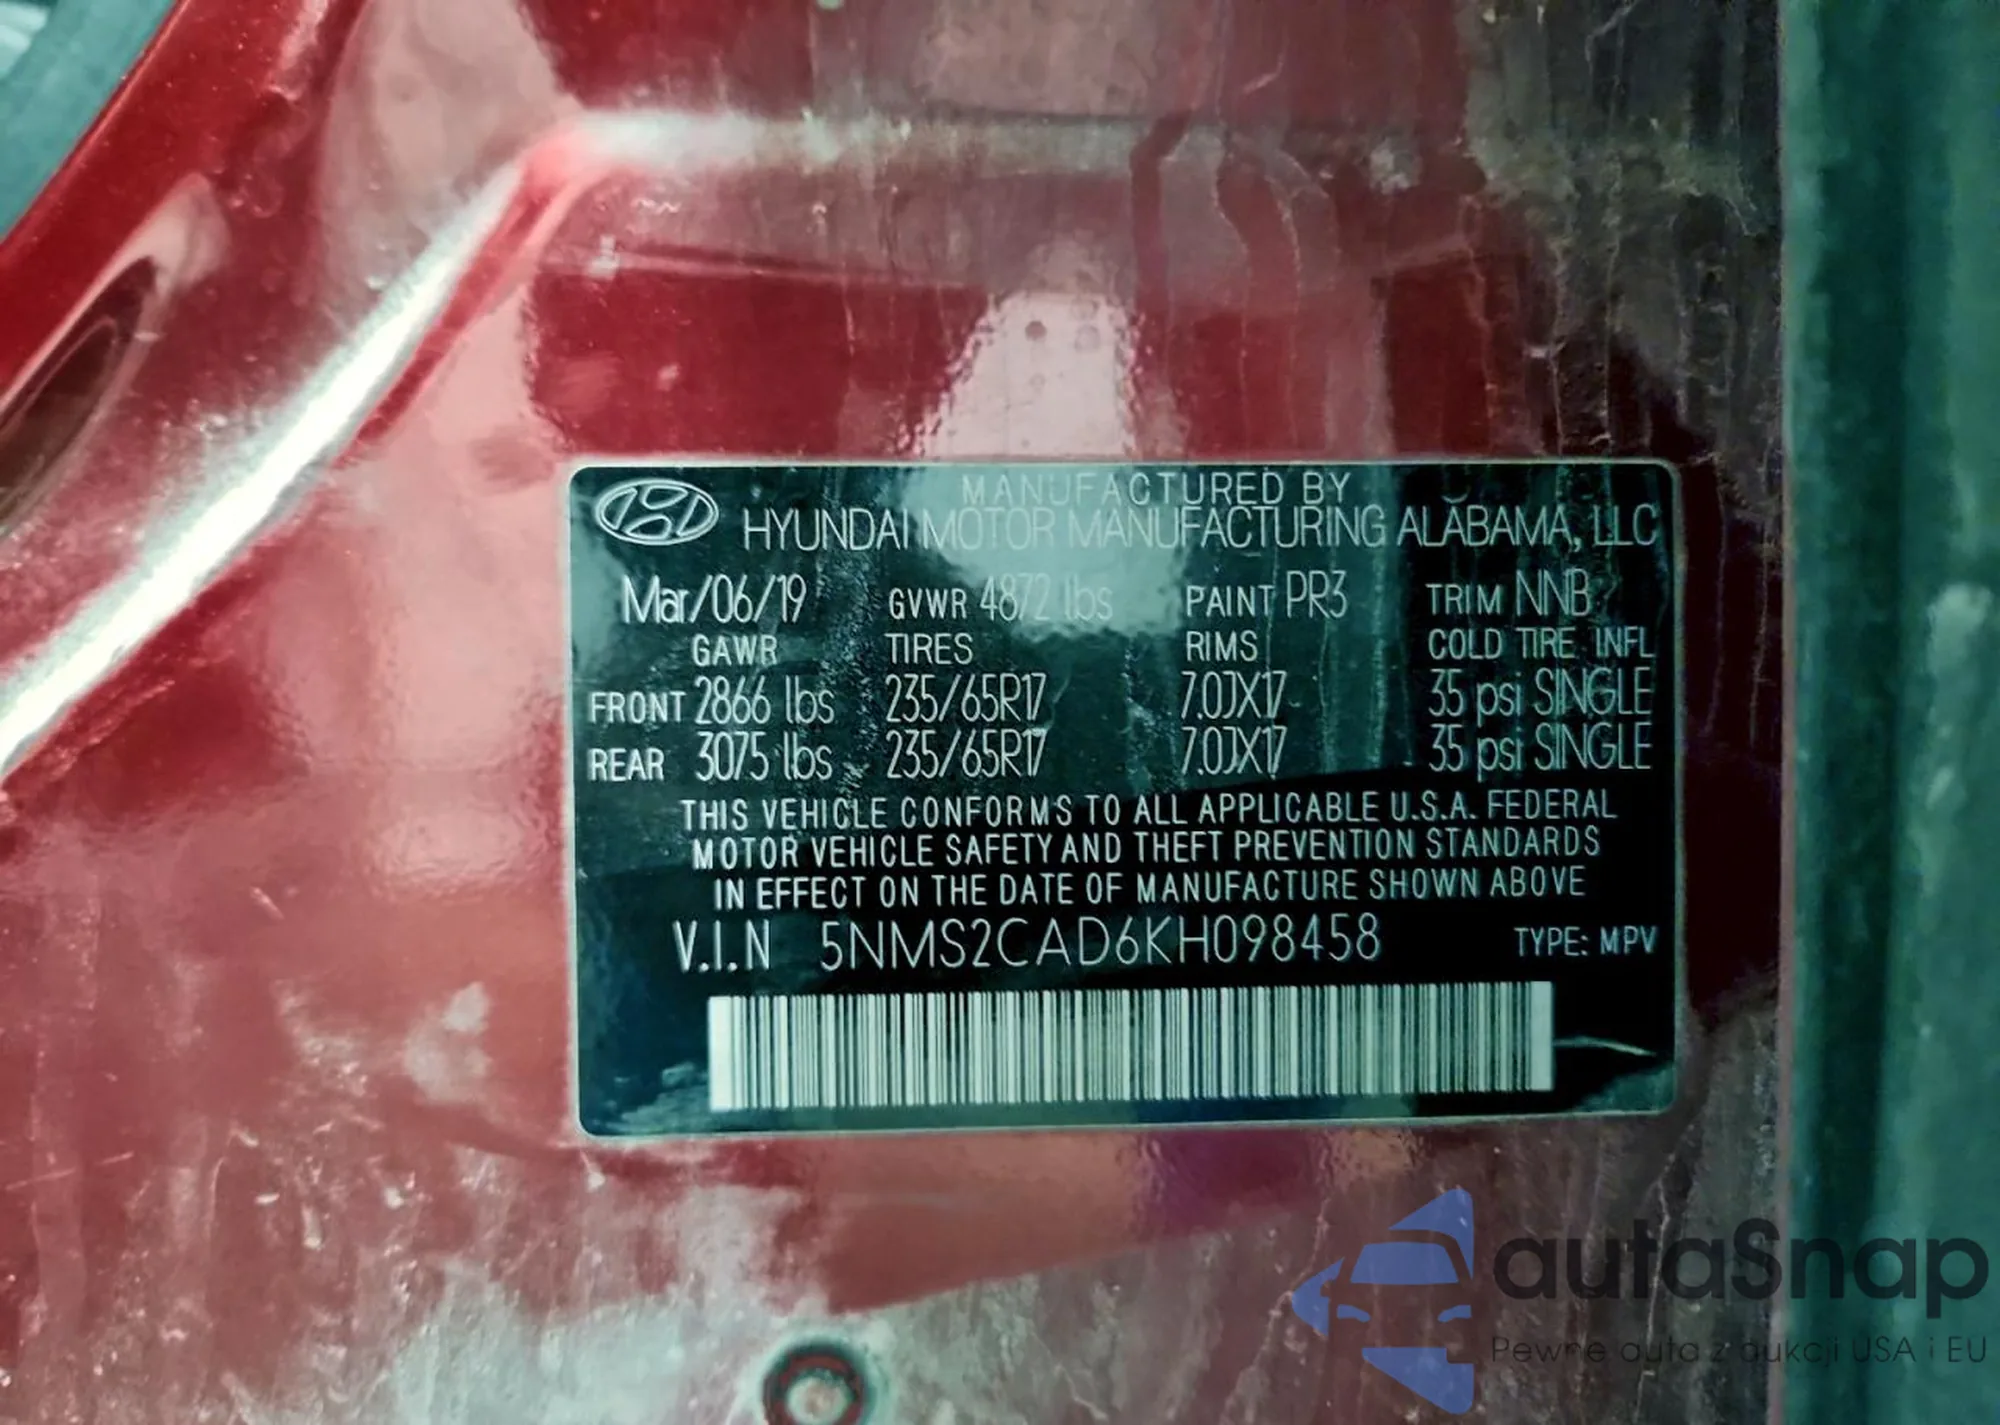 MANUFACTURED BY
HYUNDAI MOTOR MANUFACTURING ALABAMA, LLC
Mar/06/19 GVWR 4872 lbs PAINT PR3 TRIM NNB
GAWR TIRES RIMS COLD TIRE INFL
FRONT 2866 lbs 235/65R17 7.0JX17 35 psi SINGLE
REAR 3075 lbs 235/65R17 7.0JX17 35 psi SINGLE
THIS VEHICLE CONFORMS TO ALL APPLICABLE U.S.A. FEDERAL
MOTOR VEHICLE SAFETY AND THEFT PREVENTION STANDARDS
IN EFFECT ON THE DATE OF MANUFACTURE SHOWN ABOVE
V.I.N 5NMS2CAD6KH098458 TYPE: MPV
autaSnap
Pewne auta z aukcji USA i EU